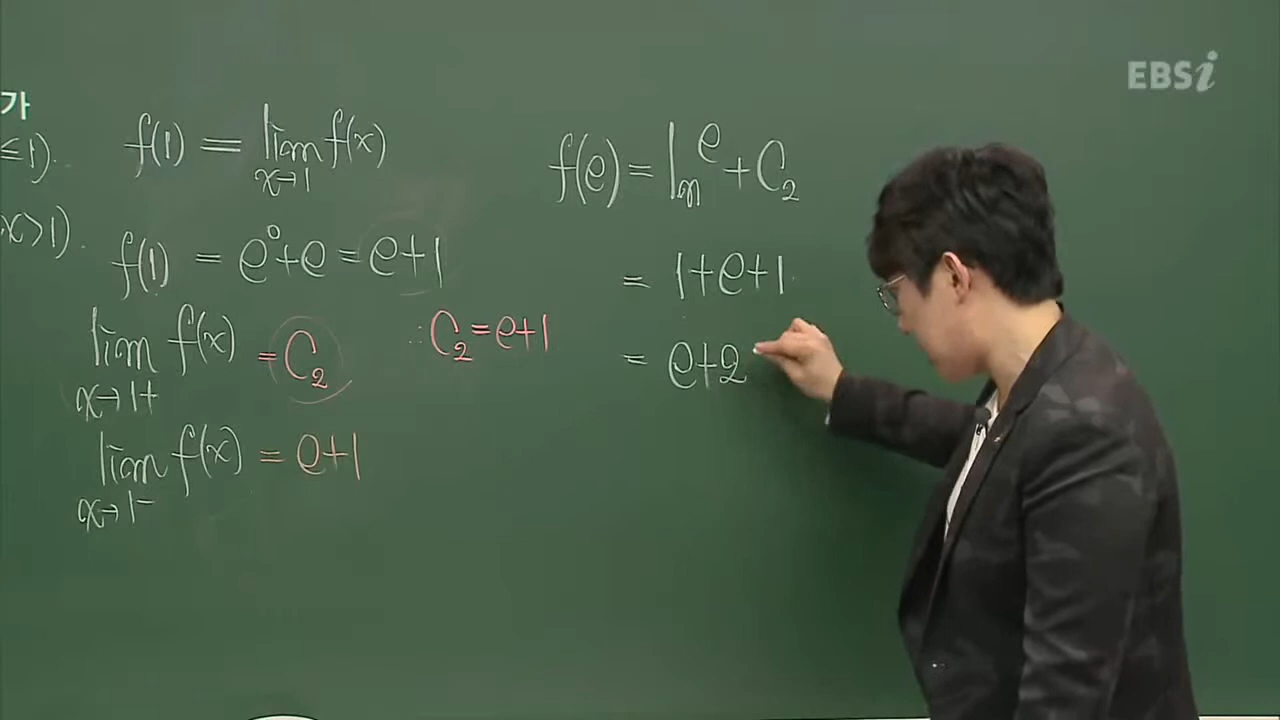 가
≤1).
x>1).
f(1) = lim f(x)
x→1
f(1) = e⁰+e = e+1
lim f(x) = C₂
x→1+
∴ C₂ = e+1
lim f(x) = e+1
x→1-
f(e) = ln e + C₂
= 1+e+1
= e+2
EBSi